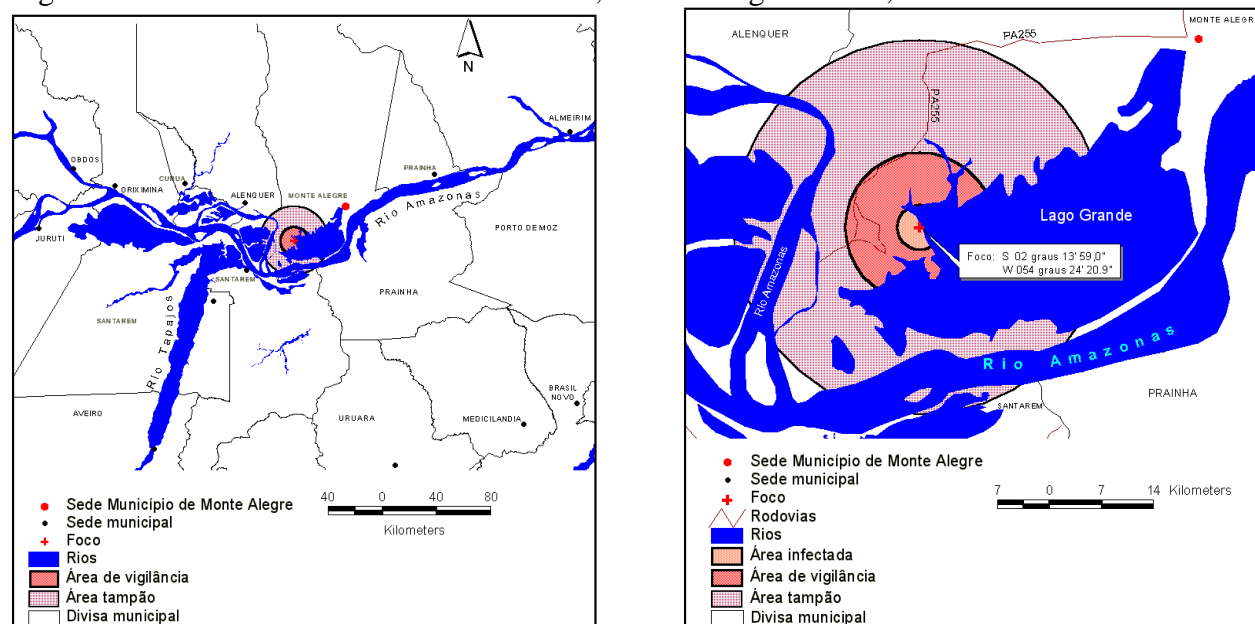 N
ALMEIRIM
OBDOS
ORIXIMINA
CURUA
ALENQUER
MONTE ALEGRE
PRAINHA
Rio Amazonas
JURUTI
SANTAREM
PORTO DE MOZ
PRAINHA
SANTAREM
Rio Tapajos
AVEIRO
URUARA
MEDICILANDIA
BRASIL
NOVO
Sede Município de Monte Alegre
Sede municipal
Foco
Rios
Área de vigilância
Área tampão
Divisa municipal
40 0 40 80
Kilometers
ALENQUER
MONTE ALEGR
PA255
PA255
Lago Grande
Foco: S 02 graus 13' 59,0"
W 054 graus 24' 20.9"
Rio Amazonas
Rio Amazonas
PRAINHA
SANTAREM
Sede Município de Monte Alegre
Sede municipal
Foco
Rodovias
Rios
Área infectada
Área de vigilância
Área tampão
Divisa municipal
7 0 7 14 Kilometers